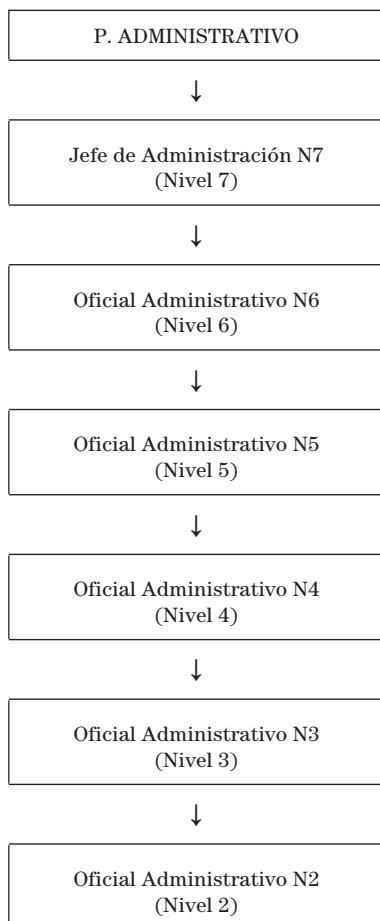 P. ADMINISTRATIVO
↓
Jefe de Administración N7
(Nivel 7)
↓
Oficial Administrativo N6
(Nivel 6)
↓
Oficial Administrativo N5
(Nivel 5)
↓
Oficial Administrativo N4
(Nivel 4)
↓
Oficial Administrativo N3
(Nivel 3)
↓
Oficial Administrativo N2
(Nivel 2)